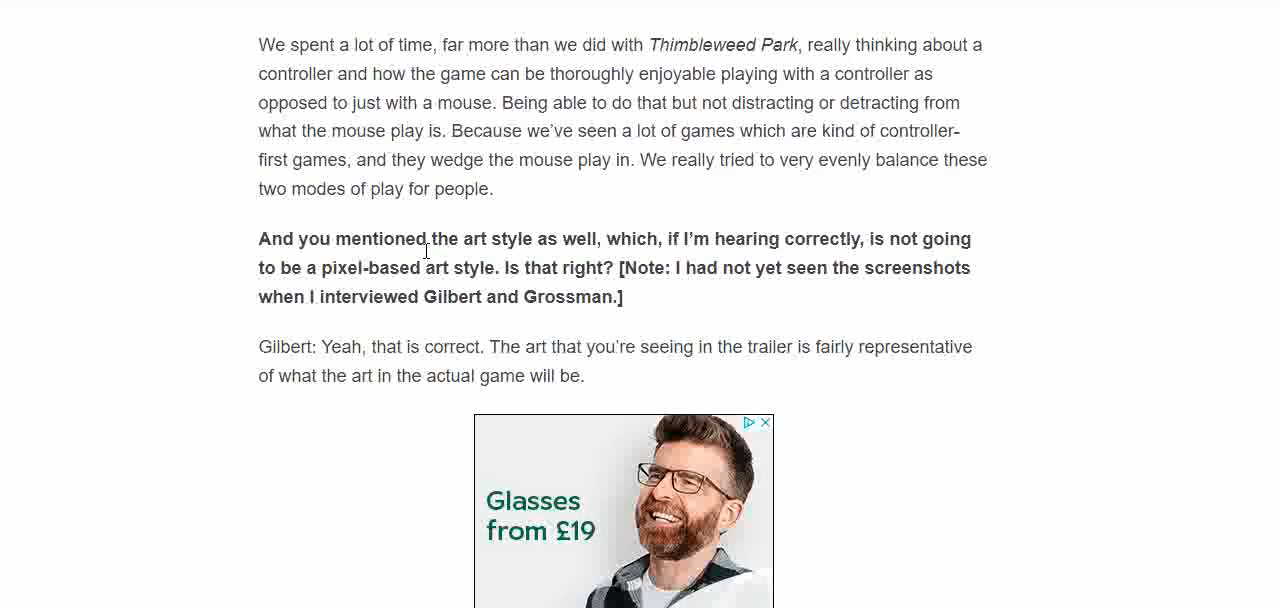 We spent a lot of time, far more than we did with Thimbleweed Park, really thinking about a
controller and how the game can be thoroughly enjoyable playing with a controller as
opposed to just with a mouse. Being able to do that but not distracting or detracting from
what the mouse play is. Because we’ve seen a lot of games which are kind of controller-
first games, and they wedge the mouse play in. We really tried to very evenly balance these
two modes of play for people.
And you mentioned the art style as well, which, if I’m hearing correctly, is not going
to be a pixel-based art style. Is that right? [Note: I had not yet seen the screenshots
when I interviewed Gilbert and Grossman.]
Gilbert: Yeah, that is correct. The art that you’re seeing in the trailer is fairly representative
of what the art in the actual game will be.
Glasses
from £19